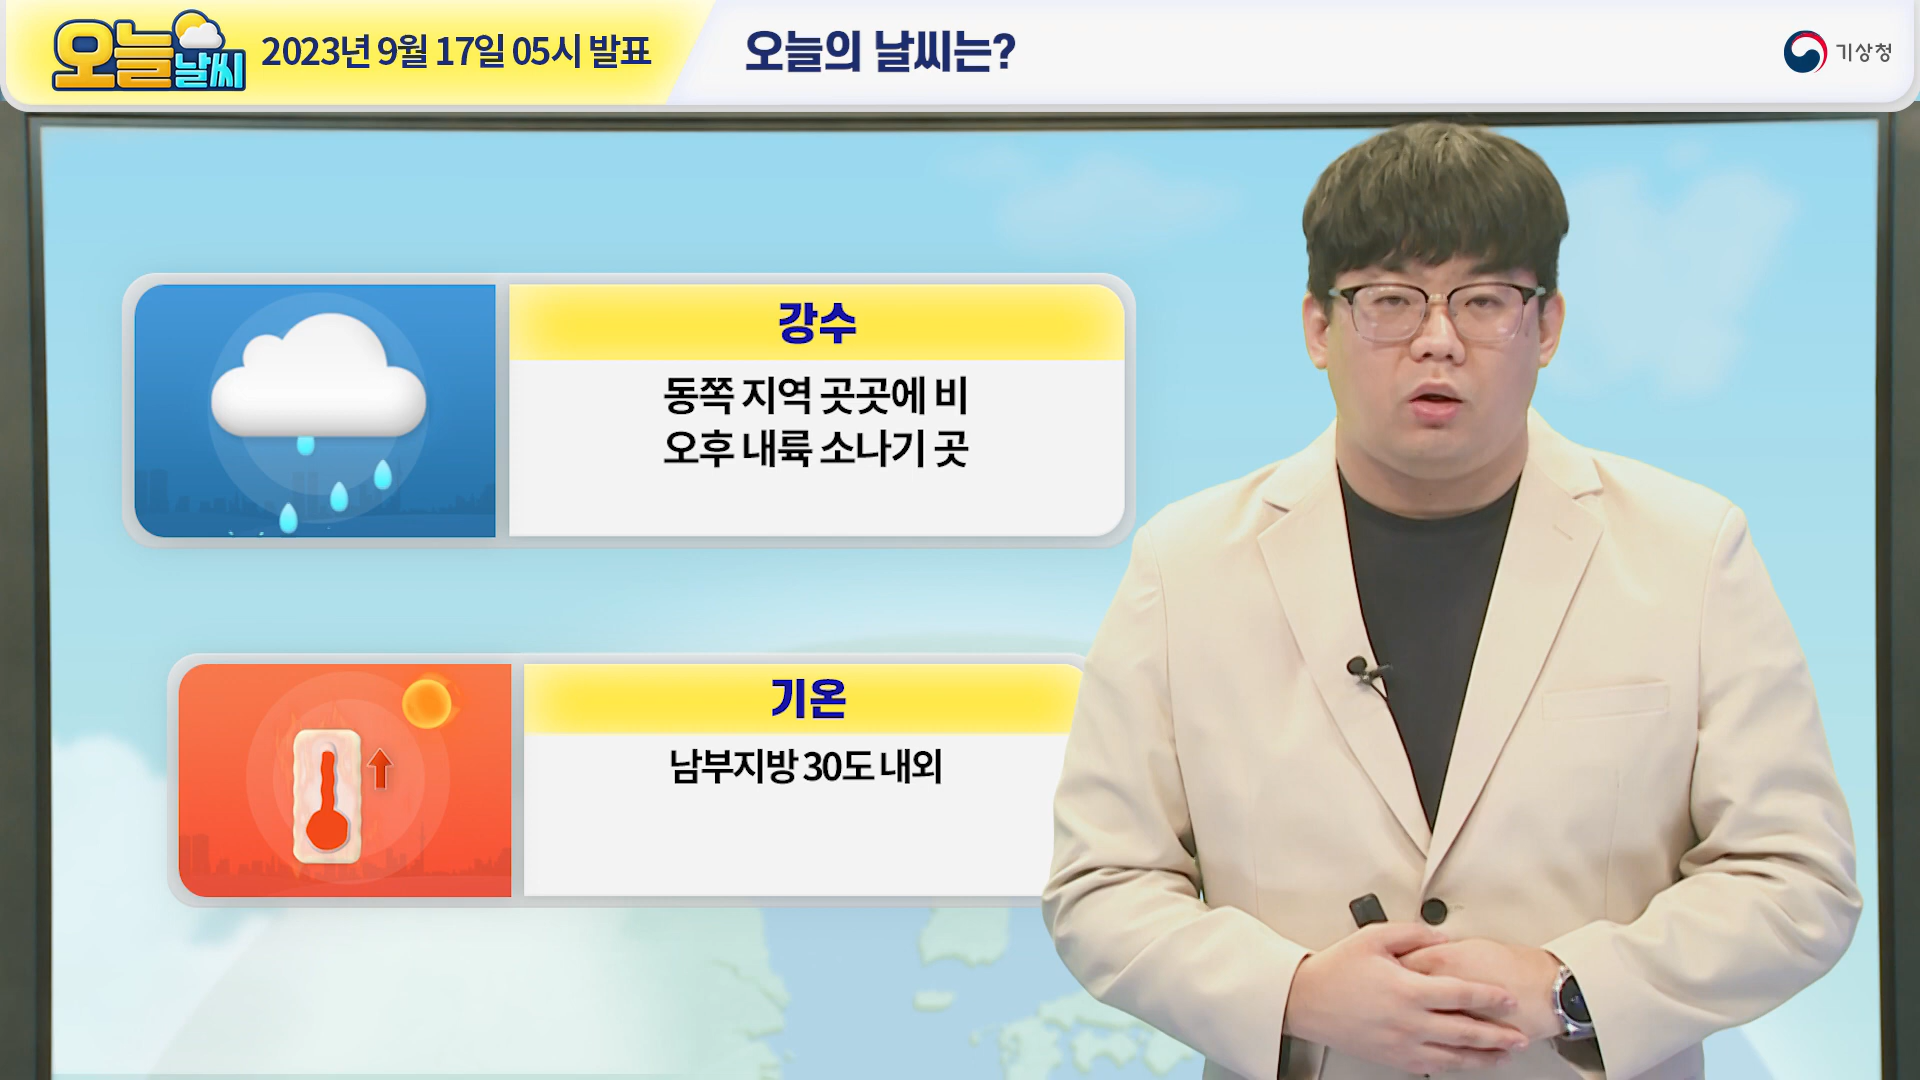 오늘날씨
2023년 9월 17일 05시 발표
오늘의 날씨는?
기상청
강수
동쪽 지역 곳곳에 비
오후 내륙 소나기 곳
기온
남부지방 30도 내외